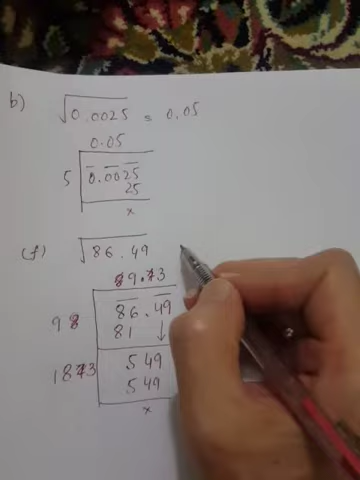 b) √0.0025 = 0.05
0.05
5 0.0025
25
x
(f) √86.49
9.3
9 86.49
81 ↓
183 549
549
x